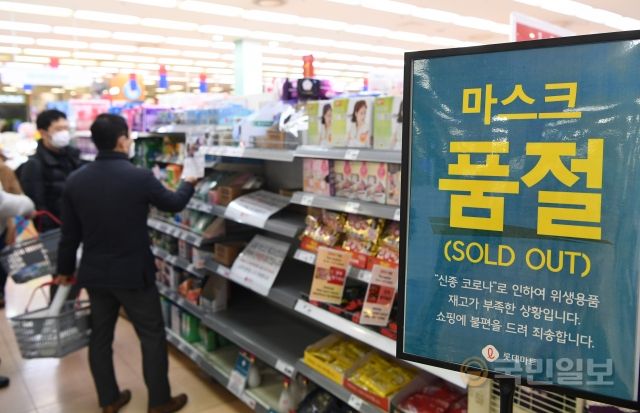 마스크
품절
(SOLD OUT)
"신종 코로나"로 인하여 위생용품
재고가 부족한 상황입니다.
쇼핑에 불편을 드려 죄송합니다.
롯데마트
국민일보